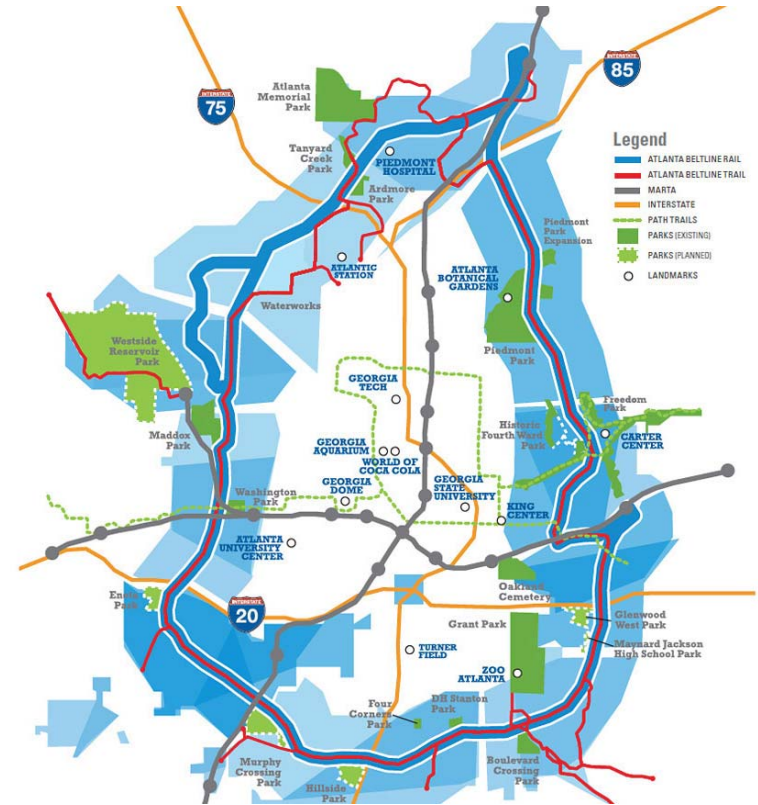 INTERSTATE
75
INTERSTATE
85
Atlanta
Memorial
Park
Tanyard
Creek
Park
PIEDMONT
HOSPITAL
Ardmore
Park
Legend
ATLANTA BELTLINE RAIL
ATLANTA BELTLINE TRAIL
MARTA
INTERSTATE
PATH TRAILS
PARKS (EXISTING)
PARKS (PLANNED)
LANDMARKS
Piedmont
Park
Expansion
ATLANTIC
STATION
ATLANTA
BOTANICAL
GARDENS
Waterworks
Westside
Reservoir
Park
Piedmont
Park
GEORGIA
TECH
Freedom
Park
Maddox
Park
Historic
Fourth Ward
Park
CARTER
CENTER
GEORGIA
AQUARIUM
WORLD OF
COCA COLA
GEORGIA
DOME
GEORGIA
STATE
UNIVERSITY
Washington
Park
KING
CENTER
ATLANTA
UNIVERSITY
CENTER
Enota
Park
INTERSTATE
20
Oakland
Cemetery
Grant Park
Glenwood
West Park
Maynard Jackson
High School Park
TURNER
FIELD
ZOO
ATLANTA
Four
Corners
Park
DH Stanton
Park
Murphy
Crossing
Park
Hillside
Park
Boulevard
Crossing
Park